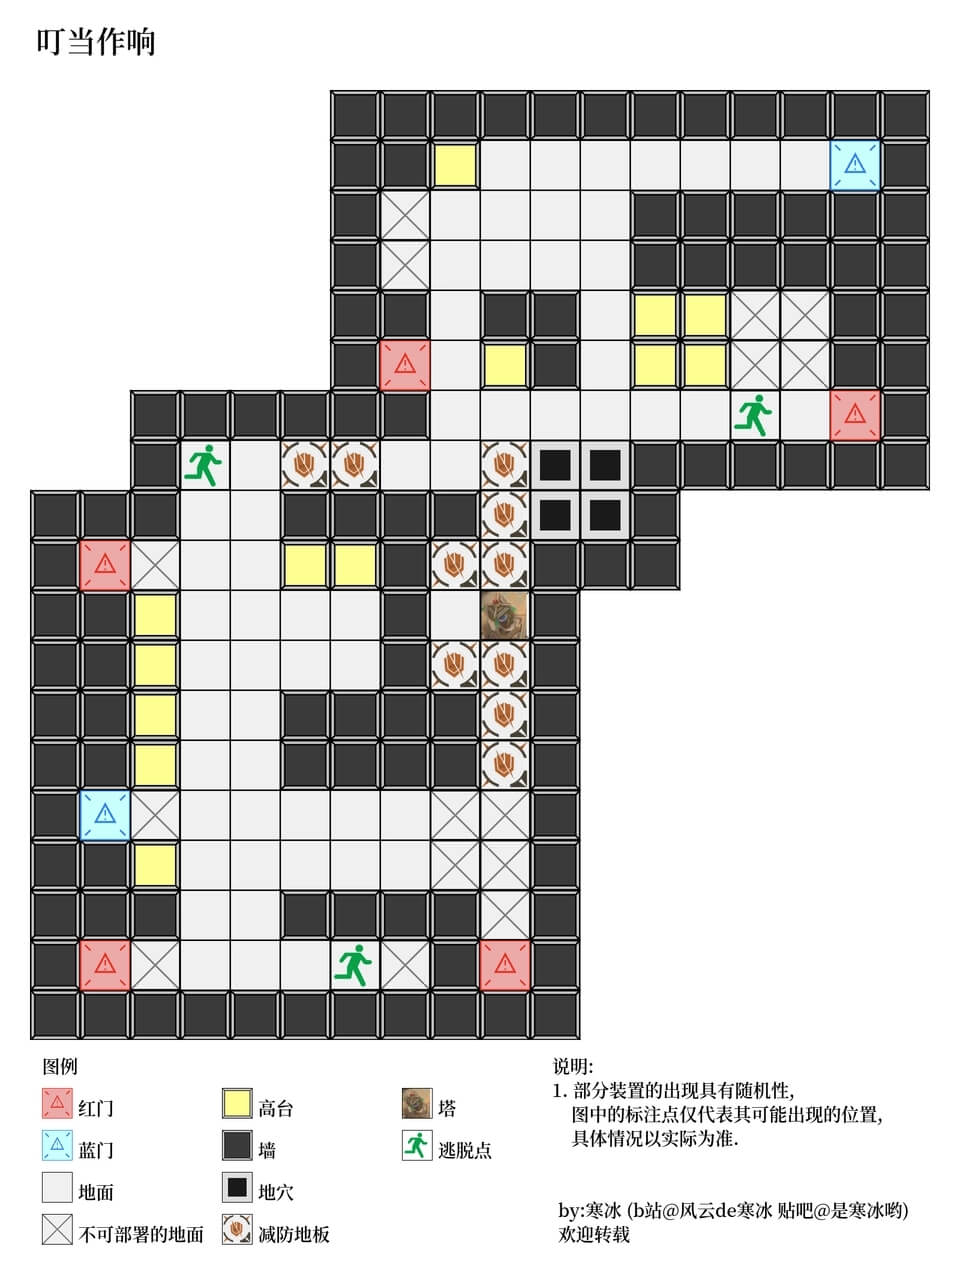 叮当作响
图例
红门
高台
塔
蓝门
墙
逃脱点
地面
地穴
不可部署的地面
减防地板
说明:
1. 部分装置的出现具有随机性,
图中的标注点仅代表其可能出现的位置,
具体情况以实际为准.
by:寒冰 (b站@风云de寒冰 贴吧@是寒冰哟)
欢迎转载